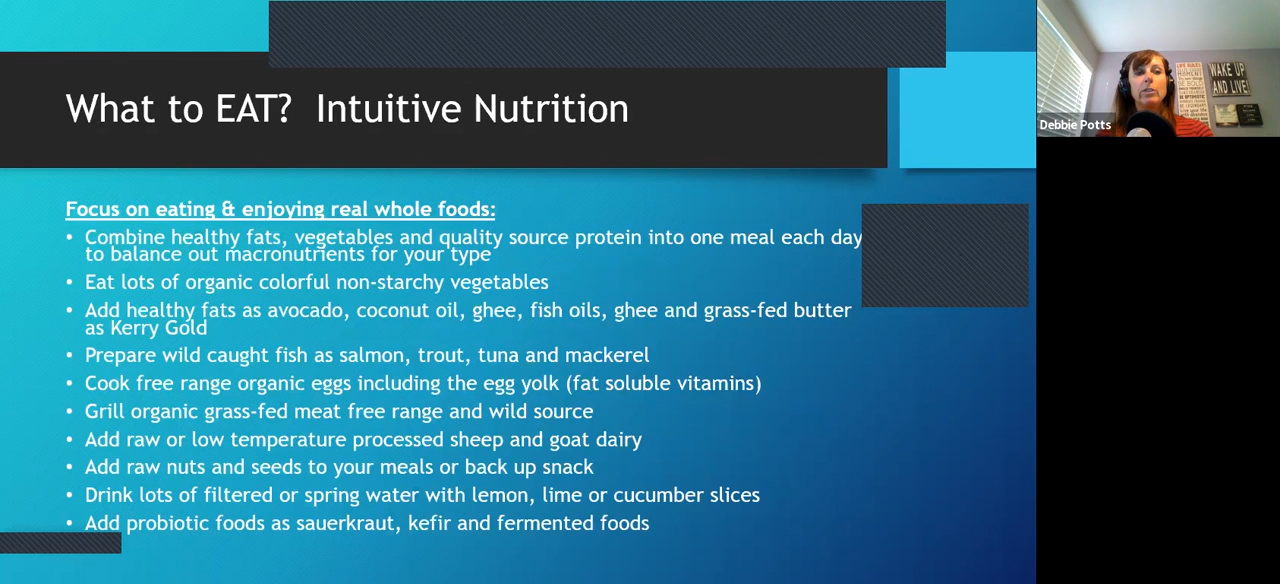 What to EAT?  Intuitive Nutrition
Focus on eating & enjoying real whole foods:
• Combine healthy fats, vegetables and quality source protein into one meal each day
to balance out macronutrients for your type
• Eat lots of organic colorful non-starchy vegetables
• Add healthy fats as avocado, coconut oil, ghee, fish oils, ghee and grass-fed butter
as Kerry Gold
• Prepare wild caught fish as salmon, trout, tuna and mackerel
• Cook free range organic eggs including the egg yolk (fat soluble vitamins)
• Grill organic grass-fed meat free range and wild source
• Add raw or low temperature processed sheep and goat dairy
• Add raw nuts and seeds to your meals or back up snack
• Drink lots of filtered or spring water with lemon, lime or cucumber slices
• Add probiotic foods as sauerkraut, kefir and fermented foods
WAKE UP
AND LIVE!
Debbie Potts